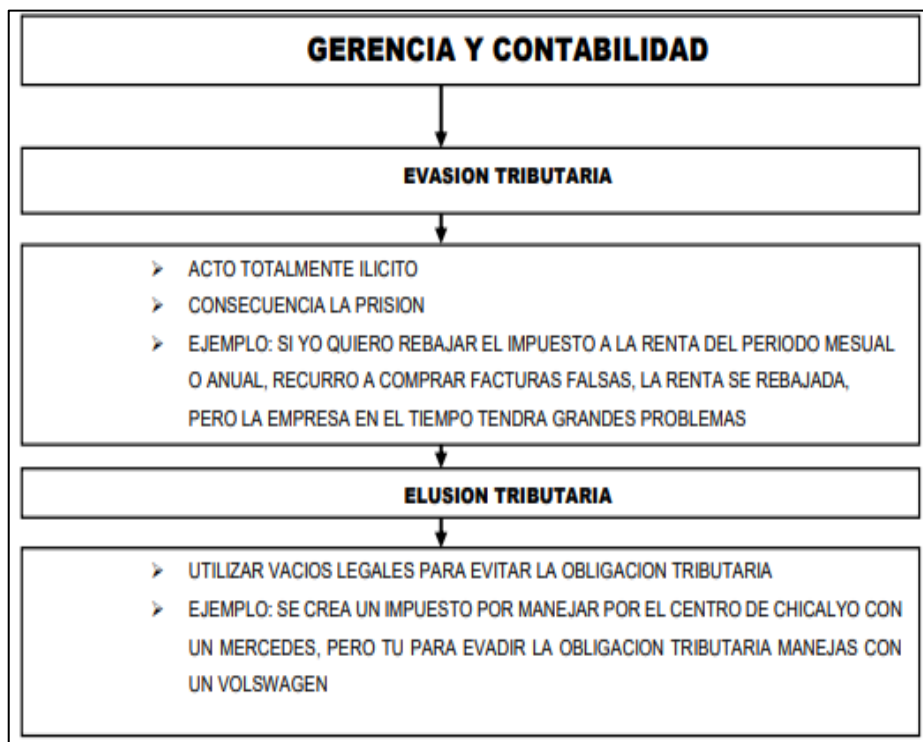 GERENCIA Y CONTABILIDAD
EVASION TRIBUTARIA
➢ ACTO TOTALMENTE ILICITO
➢ CONSECUENCIA LA PRISION
➢ EJEMPLO: SI YO QUIERO REBAJAR EL IMPUESTO A LA RENTA DEL PERIODO MESUAL
O ANUAL, RECURRO A COMPRAR FACTURAS FALSAS, LA RENTA SE REBAJADA,
PERO LA EMPRESA EN EL TIEMPO TENDRA GRANDES PROBLEMAS
ELUSION TRIBUTARIA
➢ UTILIZAR VACIOS LEGALES PARA EVITAR LA OBLIGACION TRIBUTARIA
➢ EJEMPLO: SE CREA UN IMPUESTO POR MANEJAR POR EL CENTRO DE CHICALYO CON
UN MERCEDES, PERO TU PARA EVADIR LA OBLIGACION TRIBUTARIA MANEJAS CON
UN VOLSWAGEN